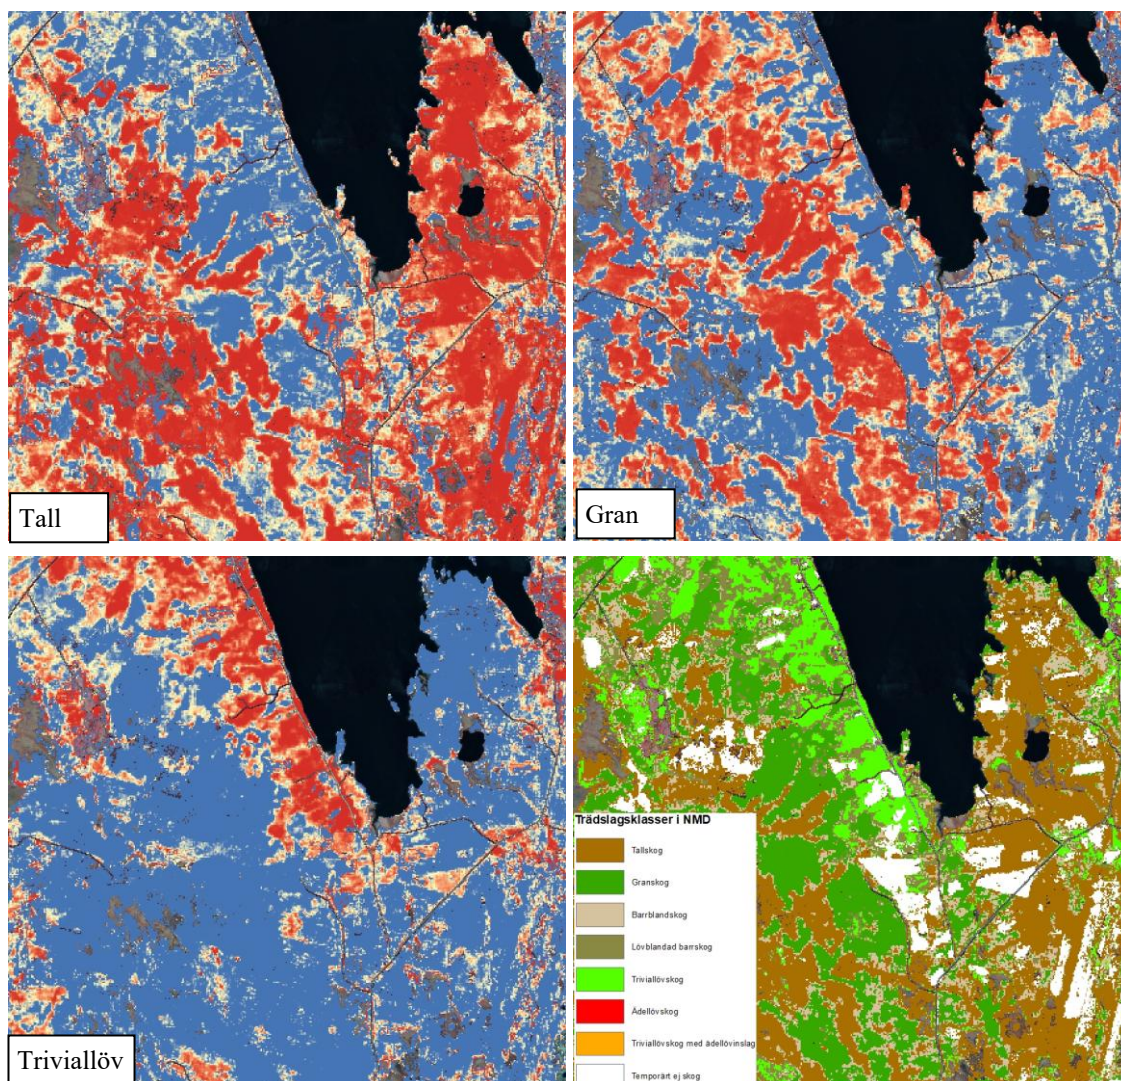 Tall
Gran
Triviallöv
Trädslagsklasser i NMD
Tallskog
Granskog
Barrblandskog
Lövblandad barrskog
Triviallövskog
Ädellövskog
Triviallövskog med ädellövinslag
Temporärt ej skog